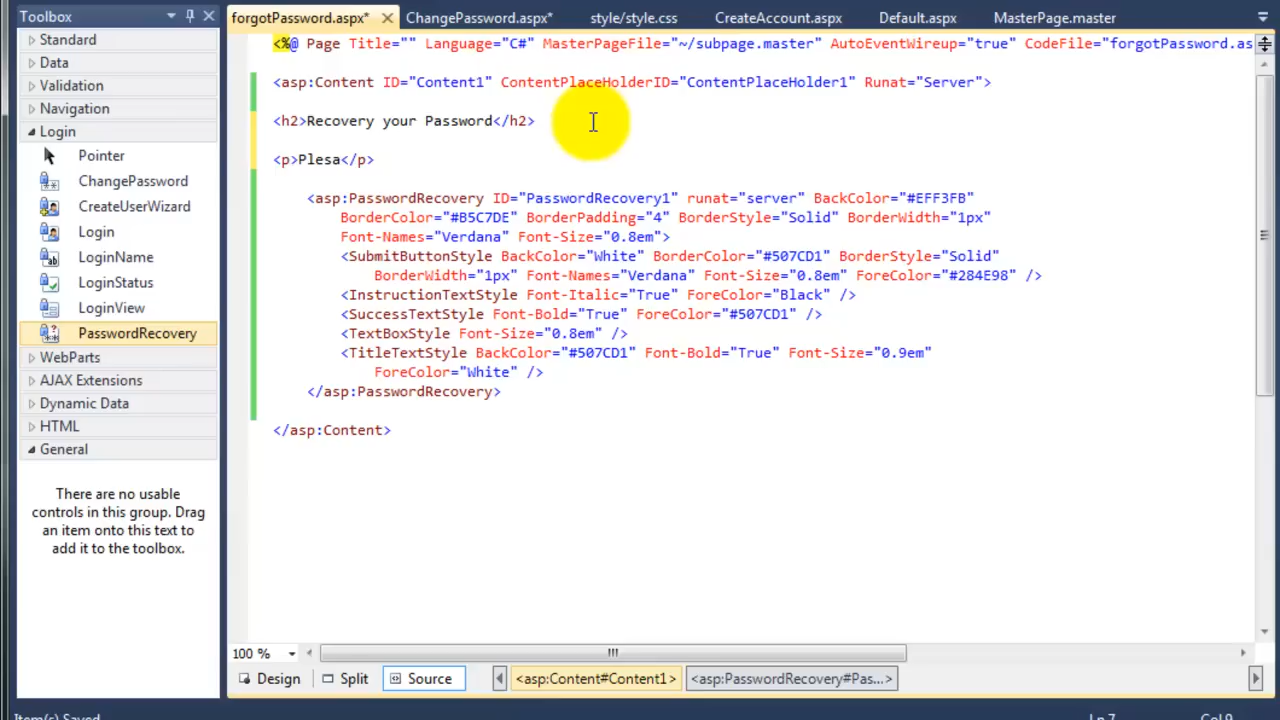 Toolbox
forgotPassword.aspx*
ChangePassword.aspx*
style/style.css
CreateAccount.aspx
Default.aspx
MasterPage.master
Standard
Data
Validation
Navigation
Login
Pointer
ChangePassword
CreateUserWizard
Login
LoginName
LoginStatus
LoginView
PasswordRecovery
WebParts
AJAX Extensions
Dynamic Data
HTML
General
There are no usable
controls in this group. Drag
an item onto this text to
add it to the toolbox.
<%@ Page Title="" Language="C#" MasterPageFile="~/subpage.master" AutoEventWireup="true" CodeFile="forgotPassword.as
<asp:Content ID="Content1" ContentPlaceHolderID="ContentPlaceHolder1" Runat="Server">
<h2>Recovery your Password</h2>
<p>Plesa</p>
<asp:PasswordRecovery ID="PasswordRecovery1" runat="server" BackColor="#EFF3FB"
BorderColor="#B5C7DE" BorderPadding="4" BorderStyle="Solid" BorderWidth="1px"
Font-Names="Verdana" Font-Size="0.8em">
<SubmitButtonStyle BackColor="White" BorderColor="#507CD1" BorderStyle="Solid"
BorderWidth="1px" Font-Names="Verdana" Font-Size="0.8em" ForeColor="#284E98" />
<InstructionTextStyle Font-Italic="True" ForeColor="Black" />
<SuccessTextStyle Font-Bold="True" ForeColor="#507CD1" />
<TextBoxStyle Font-Size="0.8em" />
<TitleTextStyle BackColor="#507CD1" Font-Bold="True" Font-Size="0.9em"
ForeColor="White" />
</asp:PasswordRecovery>
</asp:Content>
100 %
Design
Split
Source
<asp:Content#Content1>
<asp:PasswordRecovery#Pas...>
Item(s) Saved
Ln 7
Col 9